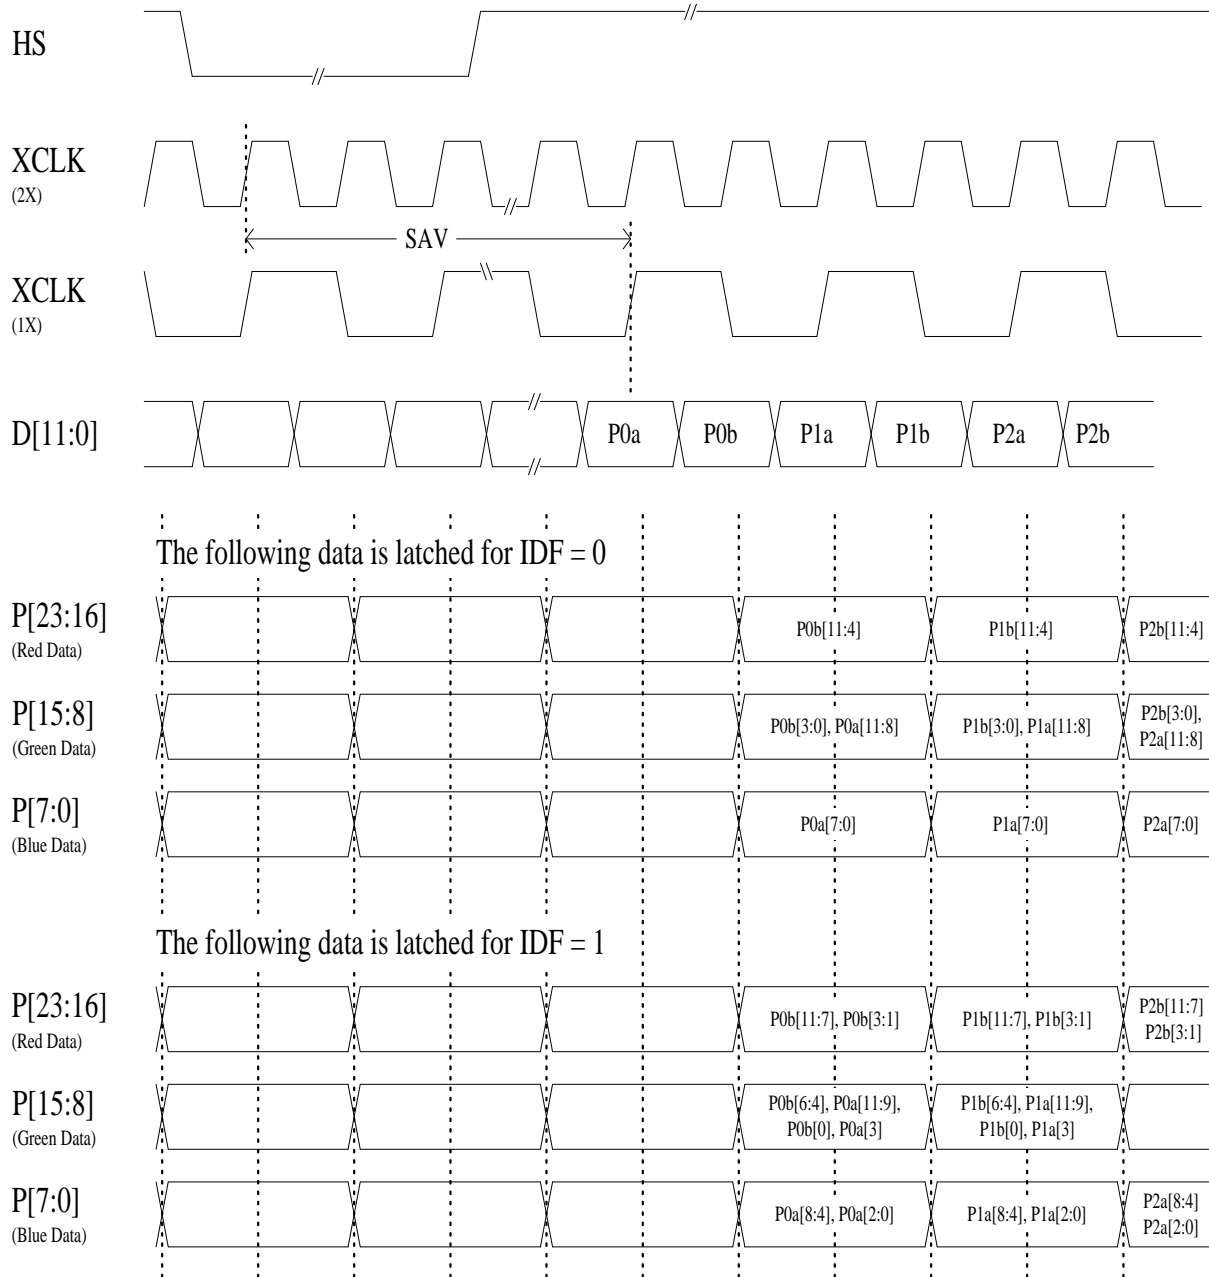 HS
XCLK
(2X)
SAV
XCLK
(1X)
D[11:0]
P0a P0b P1a P1b P2a P2b
The following data is latched for IDF = 0
P[23:16]
(Red Data)
P0b[11:4] P1b[11:4] P2b[11:4]
P[15:8]
(Green Data)
P0b[3:0], P0a[11:8] P1b[3:0], P1a[11:8] P2b[3:0],
P2a[11:8]
P[7:0]
(Blue Data)
P0a[7:0] P1a[7:0] P2a[7:0]
The following data is latched for IDF = 1
P[23:16]
(Red Data)
P0b[11:7], P0b[3:1] P1b[11:7], P1b[3:1] P2b[11:7]
P2b[3:1]
P[15:8]
(Green Data)
P0b[6:4], P0a[11:9], P1b[6:4], P1a[11:9],
P0b[0], P0a[3] P1b[0], P1a[3]
P[7:0]
(Blue Data)
P0a[8:4], P0a[2:0] P1a[8:4], P1a[2:0] P2a[8:4]
P2a[2:0]